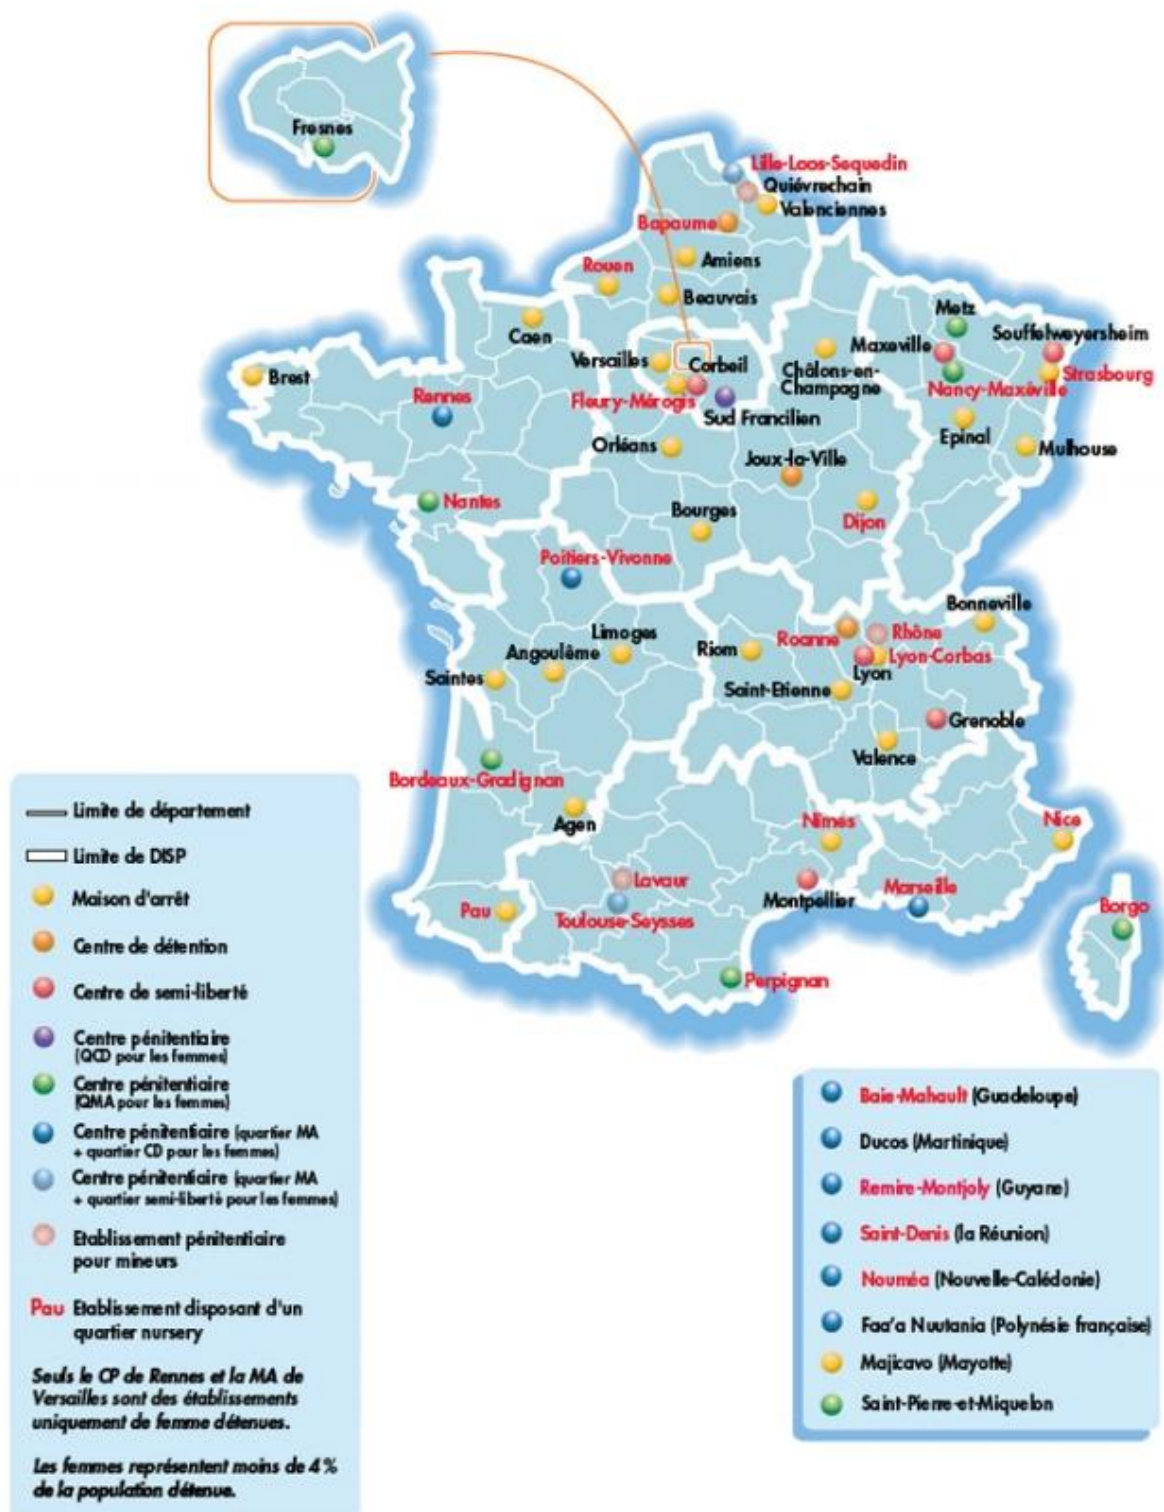 Fresnes
Lille-Loos-Sequedin
Quiévrechain
Valenciennes
Bapaume
Amiens
Rouen
Beauvais
Caen
Metz
Souffelweyersheim
Maxeville
Strasbourg
Nancy-Maxéville
Versailles
Corbeil
Châlons-en-
Champagne
Brest
Rennes
Fleury-Mérogis
Sud Francilien
Epinal
Mulhouse
Orléans
Joux-la-Ville
Nantes
Bourges
Dijon
Poitiers-Vivonne
Bonneville
Limoges
Roanne
Rhône
Angoulême
Riom
Lyon-Corbas
Lyon
Saintes
Saint-Etienne
Grenoble
Valence
Bordeaux-Gradignan
Agen
Nîmes
Nice
Lavaur
Montpellier
Marseille
Pau
Toulouse-Seysses
Borgo
Perpignan
Limite de département
Limite de DISP
Maison d'arrêt
Centre de détention
Centre de semi-liberté
Centre pénitentiaire
(QCD pour les femmes)
Centre pénitentiaire
(QMA pour les femmes)
Centre pénitentiaire (quartier MA
+ quartier CD pour les femmes)
Centre pénitentiaire (quartier MA
+ quartier semi-liberté pour les femmes)
Etablissement pénitentiaire
pour mineurs
Pau Etablissement disposant d'un
quartier nursery
Seuls le CP de Rennes et la MA de
Versailles sont des établissements
uniquement de femme détenues.
Les femmes représentent moins de 4 %
de la population détenue.
Baie-Mahault (Guadeloupe)
Ducos (Martinique)
Remire-Montjoly (Guyane)
Saint-Denis (la Réunion)
Nouméa (Nouvelle-Calédonie)
Faa'a Nuutania (Polynésie française)
Majicavo (Mayotte)
Saint-Pierre-et-Miquelon